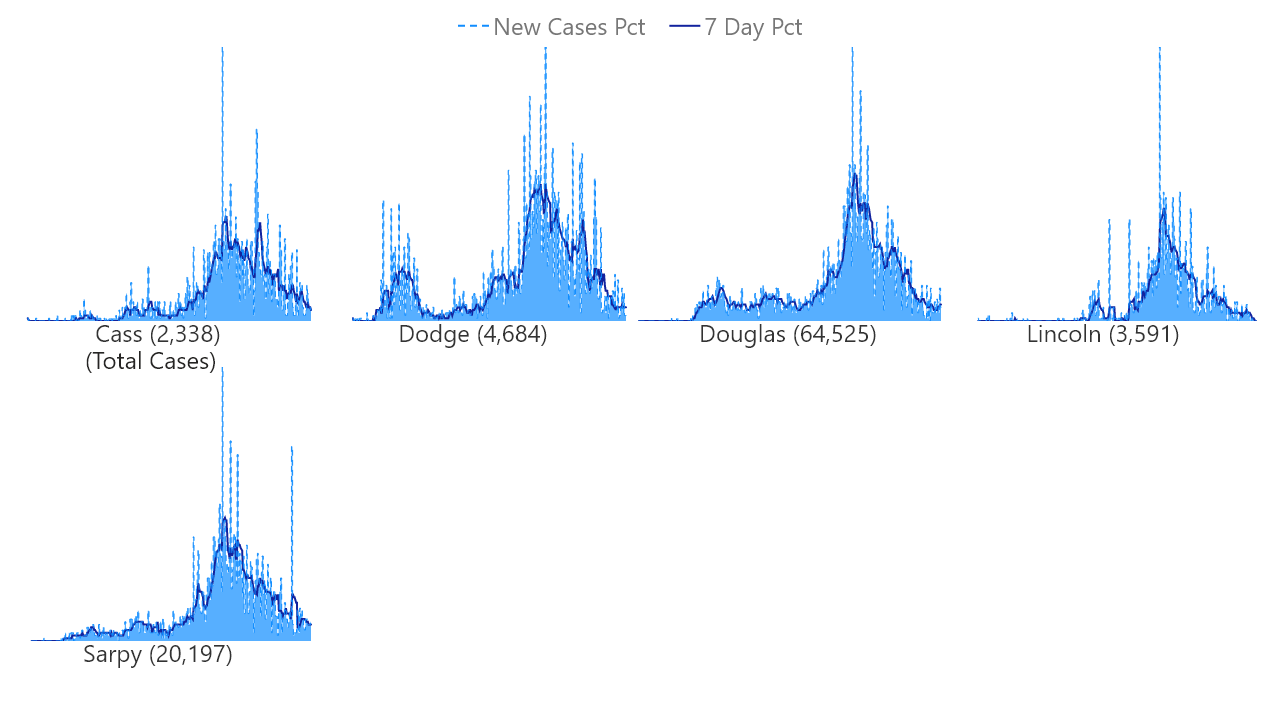 New Cases Pct 7 Day Pct
Cass (2,338)
(Total Cases)
Dodge (4,684)
Douglas (64,525)
Lincoln (3,591)
Sarpy (20,197)